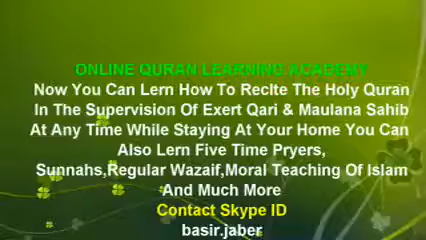 ONLINE QURAN LEARNING ACADEMY
Now You Can Lern How To Recite The Holy Quran
In The Supervision Of Exert Qari & Maulana Sahib
At Any Time While Staying At Your Home You Can
Also Lern Five Time Pryers,
Sunnahs,Regular Wazaif,Moral Teaching Of Islam
And Much More
Contact Skype ID
basir.jaber